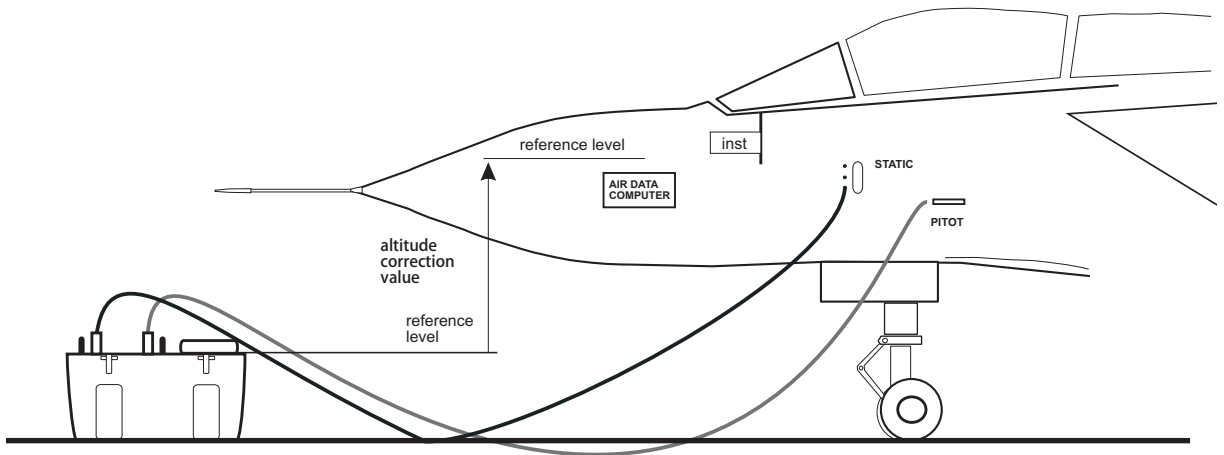 reference level
inst
STATIC
AIR DATA
COMPUTER
PITOT
altitude
correction
value
reference
level